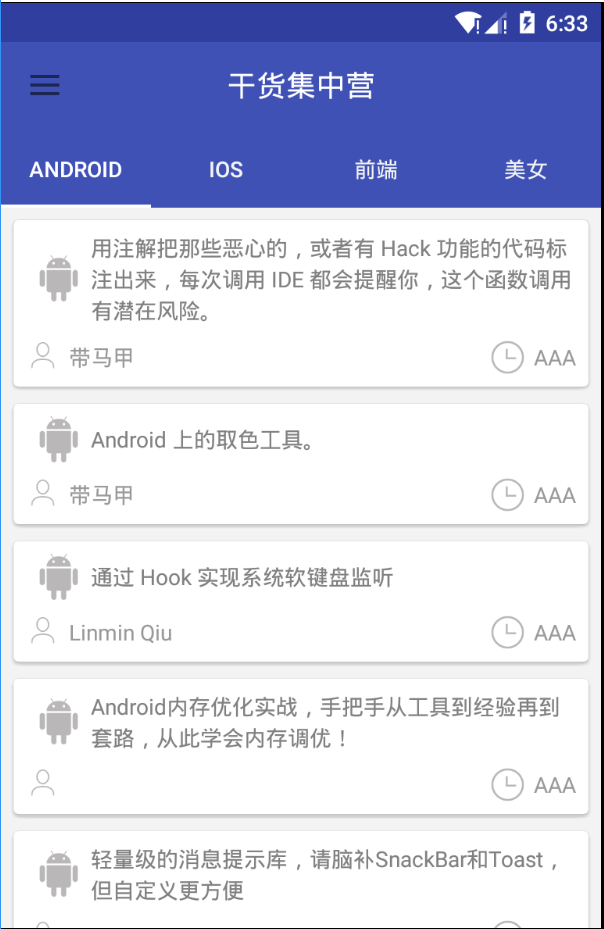 6:33
干货集中营
ANDROID IOS 前端 美女
用注解把那些恶心的，或者有 Hack 功能的代码标
注出来，每次调用 IDE 都会提醒你，这个函数调用
有潜在风险。
带马甲 AAA
Android 上的取色工具。
带马甲 AAA
通过 Hook 实现系统软键盘监听
Linmin Qiu AAA
Android内存优化实战，手把手从工具到经验再到
套路，从此学会内存调优！
AAA
轻量级的消息提示库，请脑补SnackBar和Toast，
但自定义更方便